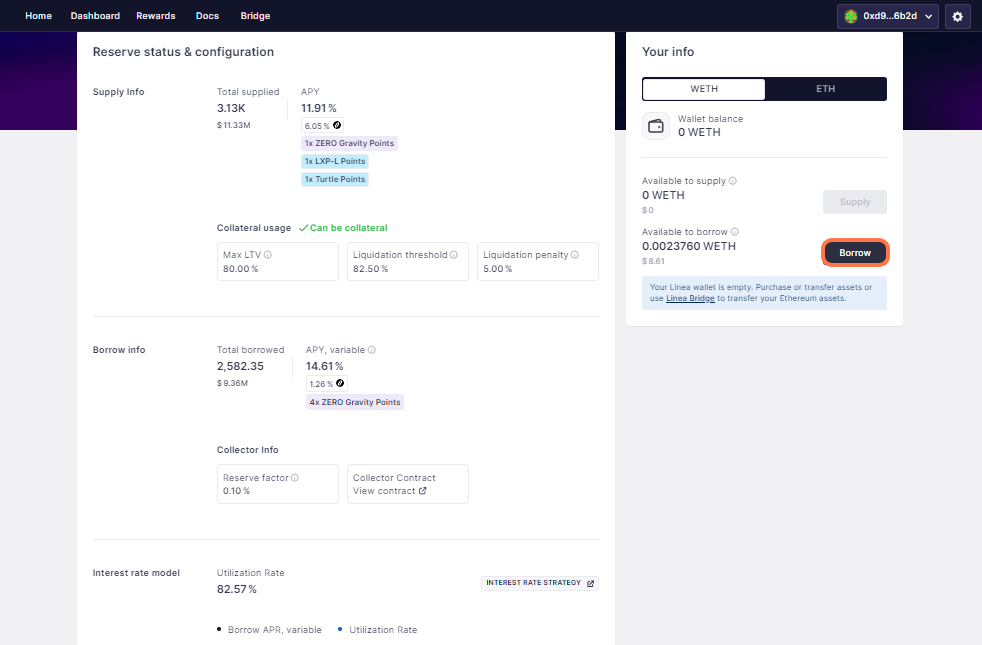 Home Dashboard Rewards Docs Bridge 0xd9...6b2d
Reserve status & configuration
Supply Info
Total supplied
3.13K
$ 11.33M
APY
11.91 %
6.05 %
1x ZERO Gravity Points
1x LXP-L Points
1x Turtle Points
Collateral usage Can be collateral
Max LTV
80.00 %
Liquidation threshold
82.50 %
Liquidation penalty
5.00 %
Borrow info
Total borrowed
2,582.35
$ 9.36M
APY, variable
14.61 %
1.26 %
4x ZERO Gravity Points
Collector Info
Reserve factor
0.10 %
Collector Contract
View contract
Interest rate model
Utilization Rate
82.57 %
INTEREST RATE STRATEGY
Borrow APR, variable
Utilization Rate
Your info
WETH ETH
Wallet balance
0 WETH
Available to supply
0 WETH
$ 0
Supply
Available to borrow
0.0023760 WETH
$ 8.61
Borrow
Your Linea wallet is empty. Purchase or transfer assets or
use Linea Bridge to transfer your Ethereum assets.